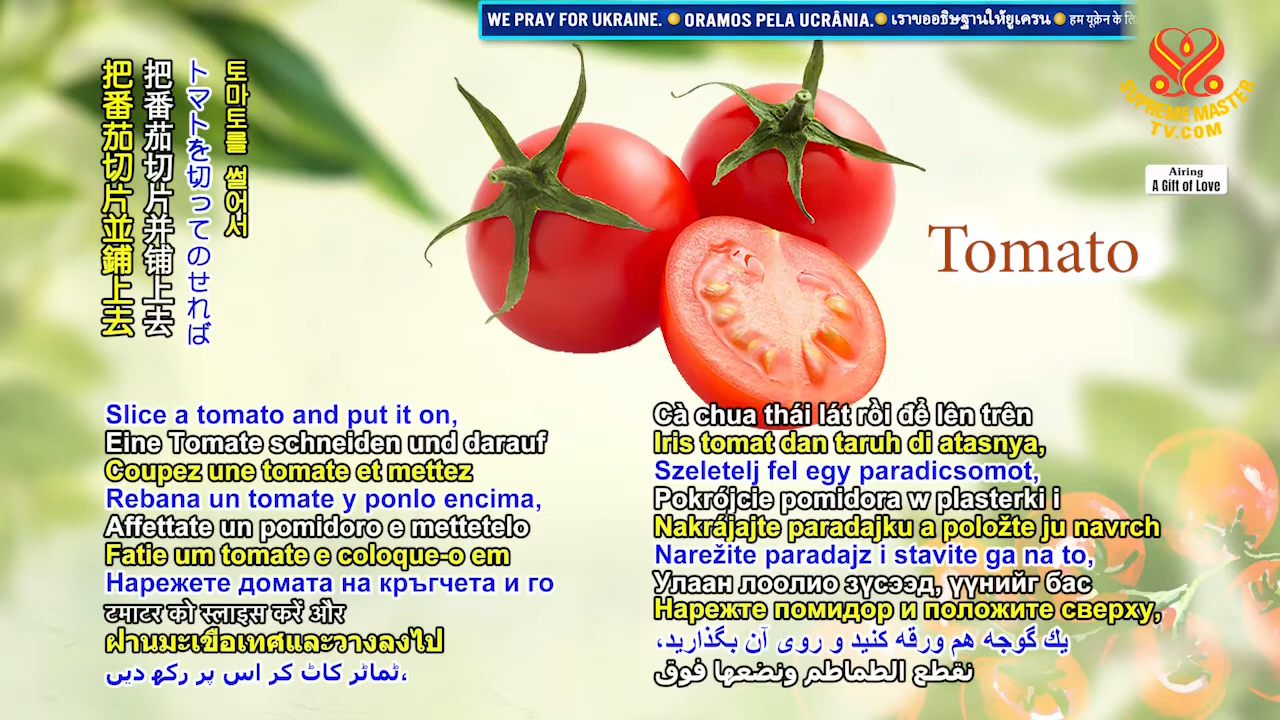 WE PRAY FOR UKRAINE. ORAMOS PELA UCRÂNIA. เราขออธิษฐานให้ยูเครน हम यूक्रेन के
SUPREME MASTER
TV.COM
Airing
A Gift of Love
토마토를 썰어서
トマトを切ってのせれば
把番茄切片并铺上去
把番茄切片並鋪上去
Tomato
Slice a tomato and put it on,
Eine Tomate schneiden und darauf
Coupez une tomate et mettez
Rebana un tomate y ponlo encima,
Affettate un pomidoro e mettetelo
Fatie um tomate e coloque-o em
Нарежете домата на кръгчета и го
टमाटर को स्लाइस करें और
ฝานมะเขือเทศและวางลงไป
ٹماٹر کاٹ کر اس پر رکھ دیں،
Cà chua thái lát rồi để lên trên
Iris tomat dan taruh di atasnya,
Szeletelj fel egy paradicsomot,
Pokrójcie pomidora w plasterki i
Nakrájajte paradajku a položte ju navrch
Narežite paradajz i stavite ga na to,
Улаан лоолио зүсээд, үүнийг бас
Нарежте помидор и положите сверху,
يك گوجه هم ورقه كنيد و روى آن بگذاريد،
نقطع الطماطم ونضعها فوق